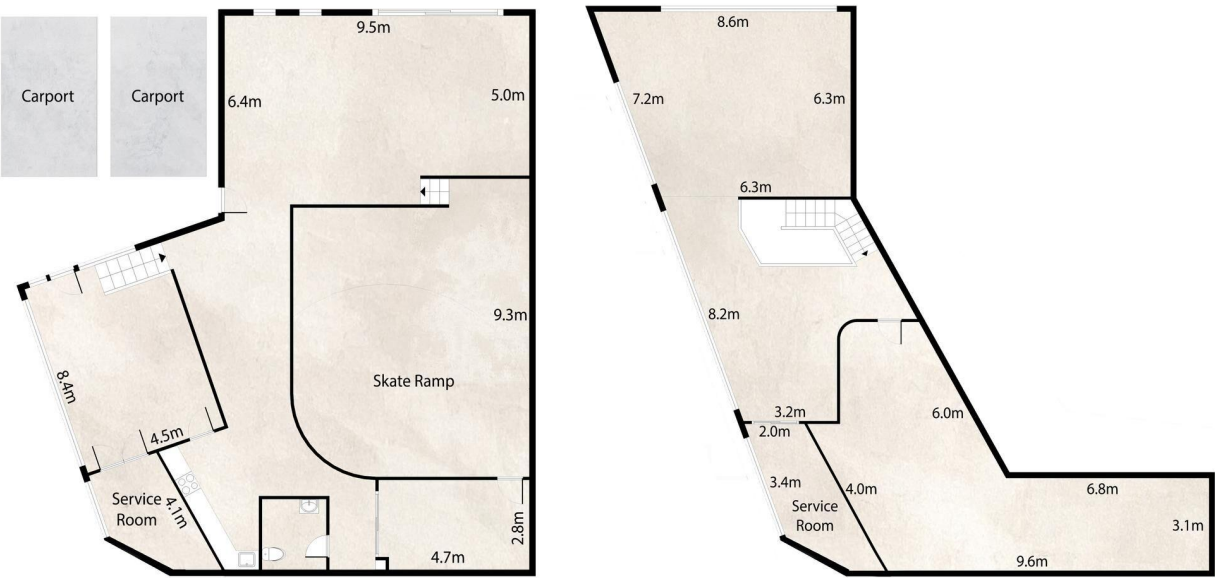 Carport
Carport
9.5m
6.4m
5.0m
9.3m
Skate Ramp
8.4m
4.5m
Service
Room
4.1m
2.8m
4.7m
8.6m
7.2m
6.3m
6.3m
8.2m
3.2m
2.0m
6.0m
3.4m
4.0m
Service
Room
6.8m
3.1m
9.6m